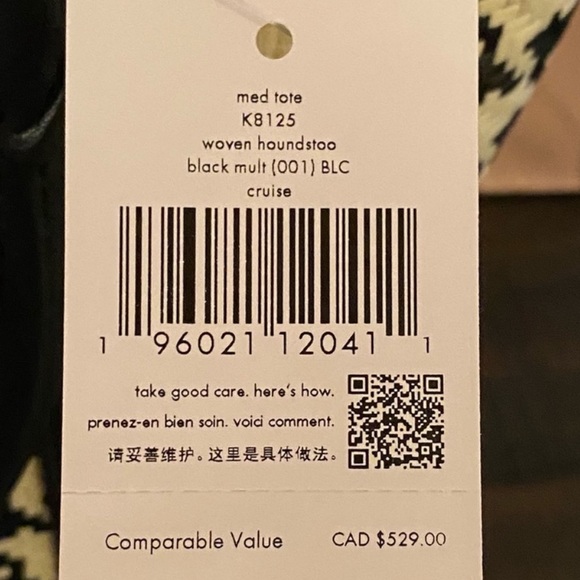 med tote
K8125
woven houndstoo
black mult (001) BLC
cruise
1 96021 12041 1
take good care. here's how.
prenez-en bien soin. voici comment.
请妥善维护。这里是具体做法。
Comparable Value CAD $529.00